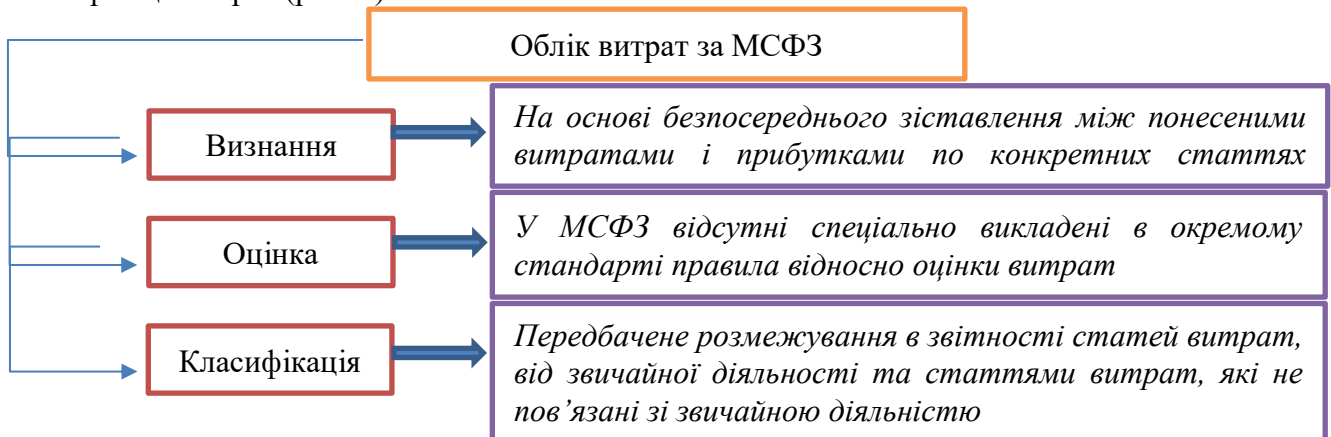 Облік витрат за МСФЗ
Визнання
На основі безпосереднього зіставлення між понесеними
витратами і прибутками по конкретних статтях
Оцінка
У МСФЗ відсутні спеціально викладені в окремому
стандарті правила відносно оцінки витрат
Класифікація
Передбачене розмежування в звітності статей витрат,
від звичайної діяльності та статтями витрат, які не
пов’язані зі звичайною діяльністю